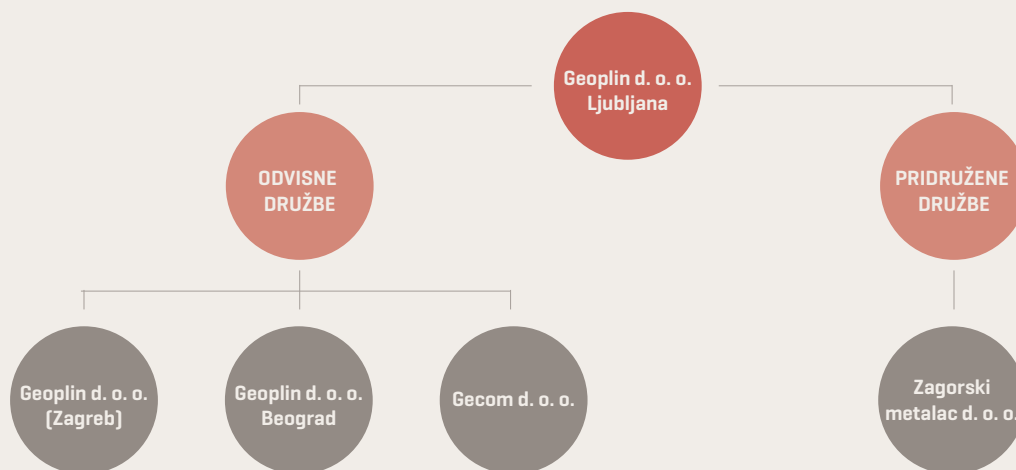 Geoplin d. o. o.
Ljubljana
ODVISNE
DRUŽBE
PRIDRUŽENE
DRUŽBE
Geoplin d. o. o.
(Zagreb)
Geoplin d. o. o.
Beograd
Gecom d. o. o.
Zagorski
metalac d. o. o.